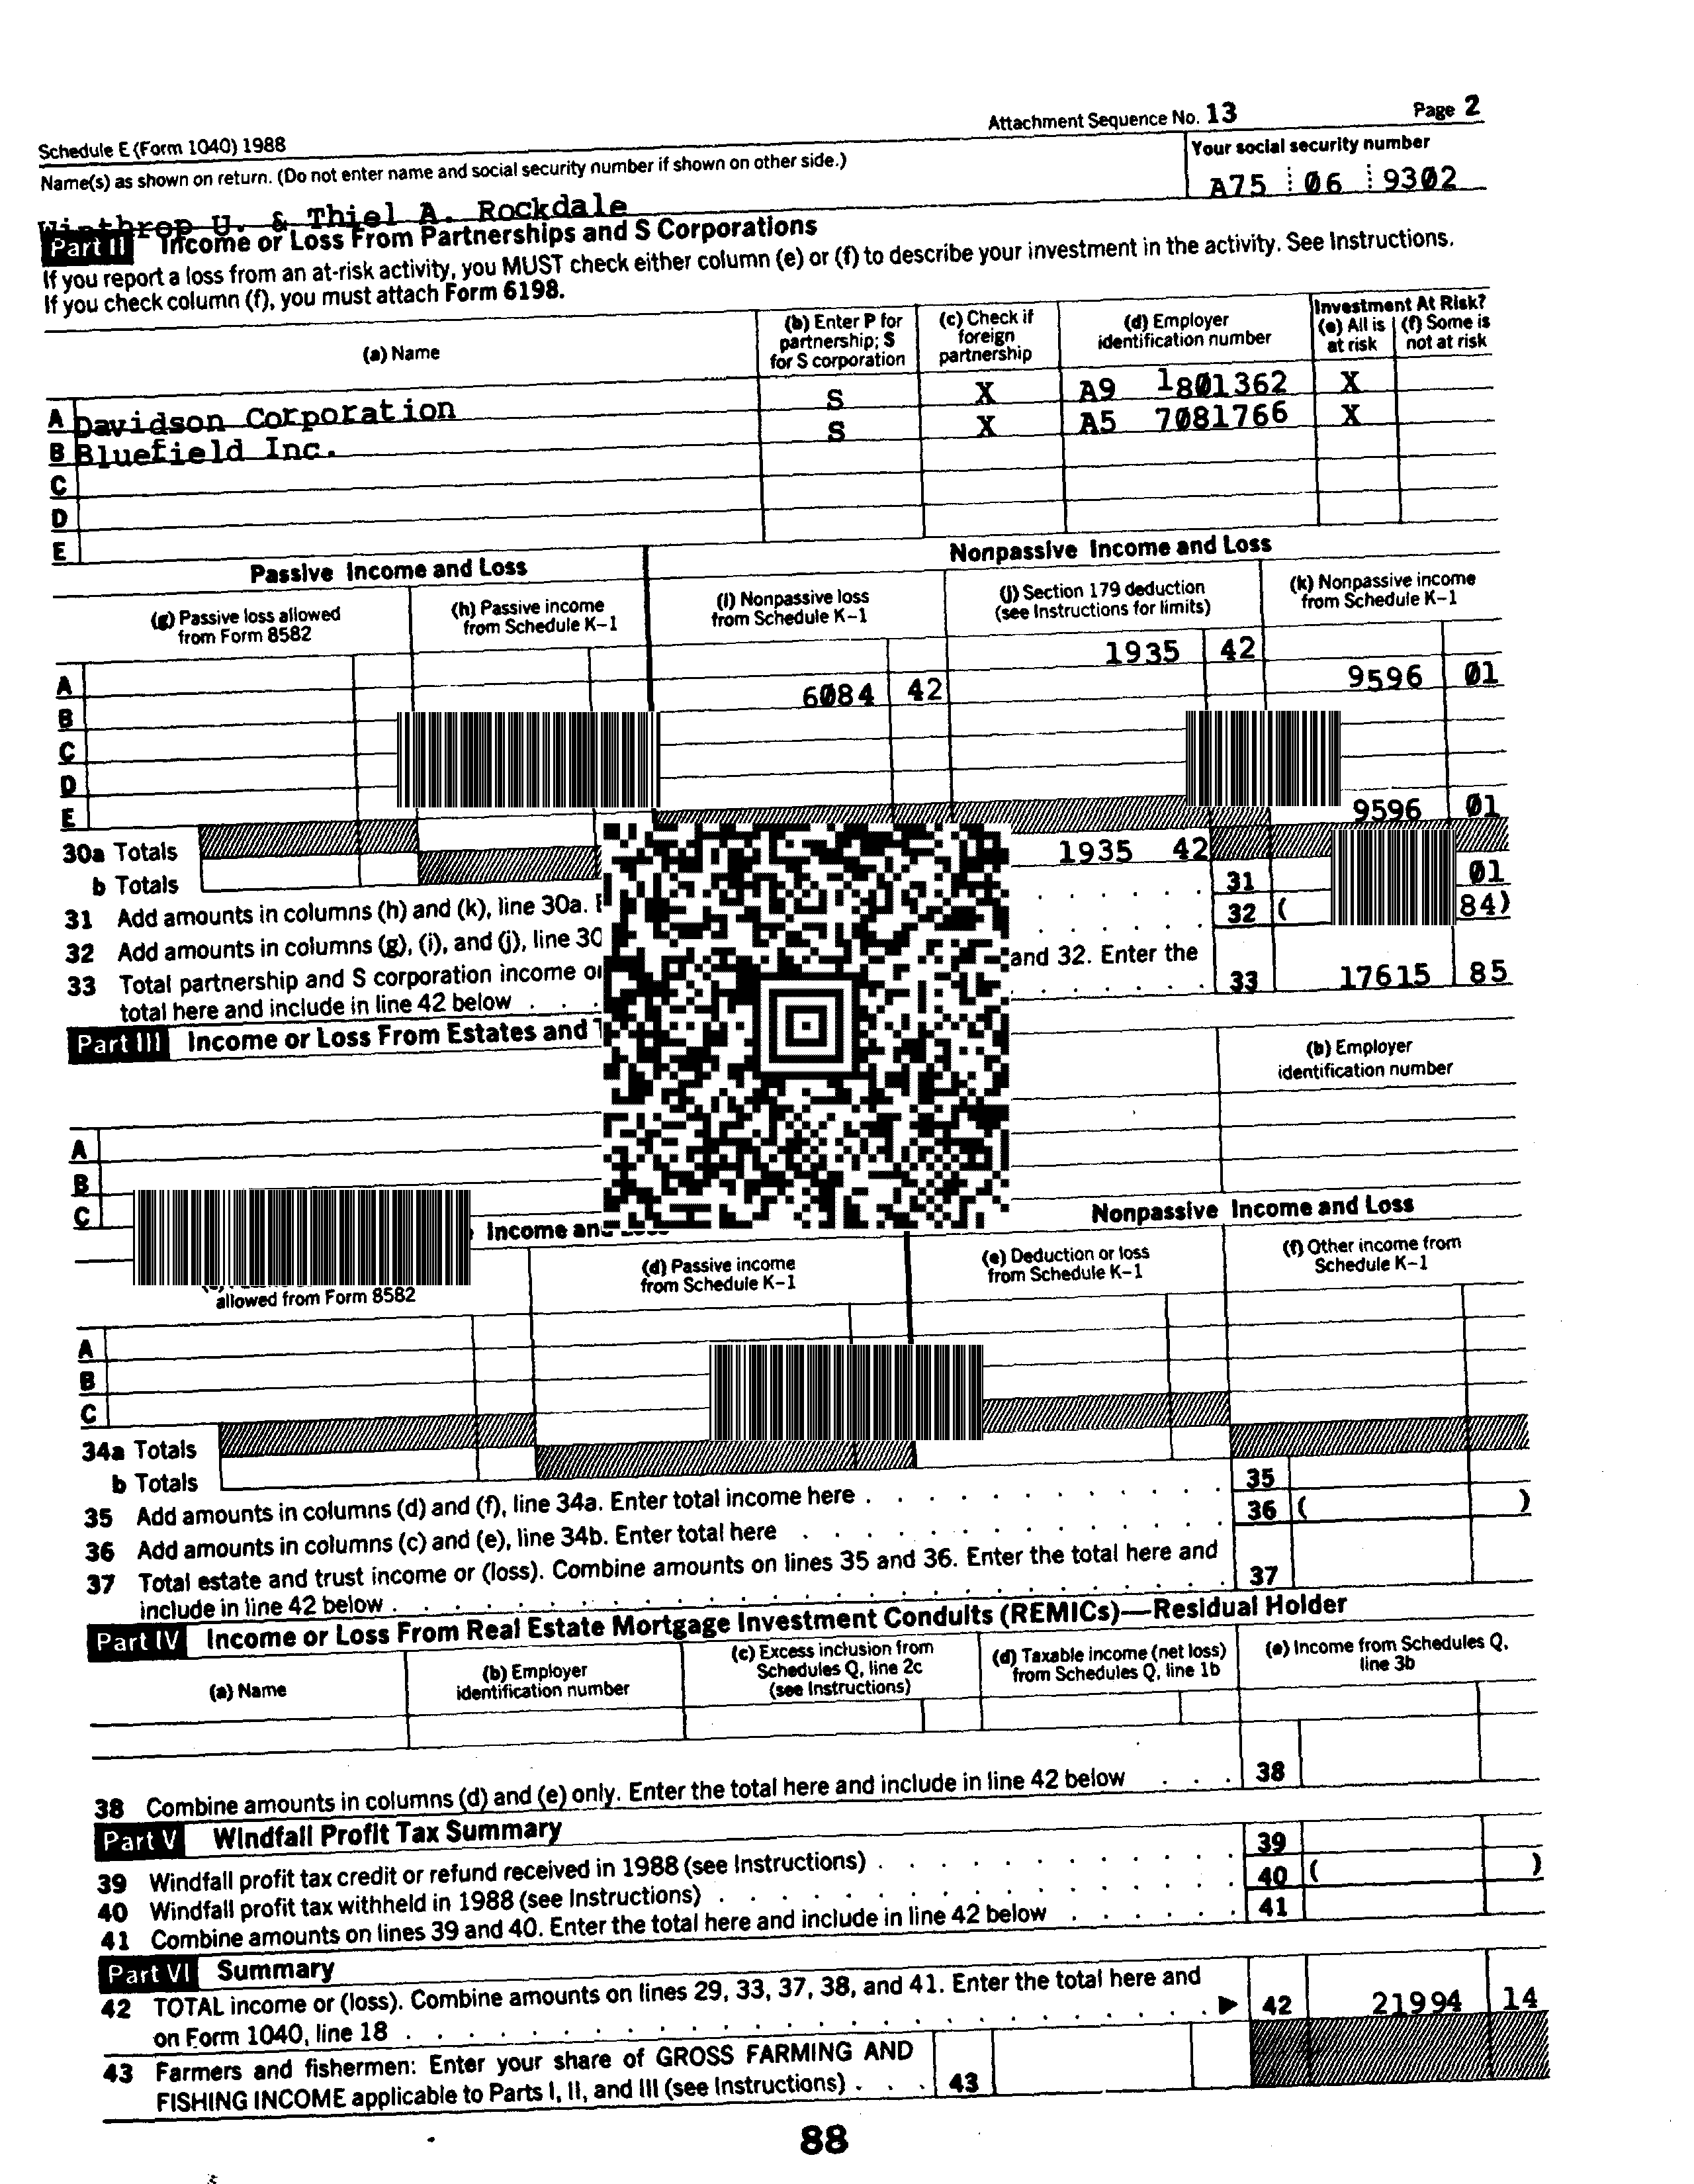 Schedule E (Form 1040) 1988
Attachment Sequence No. 13
Page 2
Name(s) as shown on return. (Do not enter name and social security number if shown on other side.)
Your social security number
Winthrop U. & Thiel A. Rockdale
A75 06 9302
Part II Income or Loss From Partnerships and S Corporations
If you report a loss from an at-risk activity, you MUST check either column (e) or (f) to describe your investment in the activity. See Instructions.
If you check column (f), you must attach Form 6198.
(a) Name
(b) Enter P for partnership; S for S corporation
(c) Check if foreign partnership
(d) Employer identification number
Investment At Risk?
(e) All is at risk
(f) Some is not at risk
A Davidson Corporation S X A9 1801362 X
B Bluefield Inc. S X A5 7081766 X
C
D
E
Passive Income and Loss
Nonpassive Income and Loss
(g) Passive loss allowed from Form 8582
(h) Passive income from Schedule K-1
(i) Nonpassive loss from Schedule K-1
(j) Section 179 deduction (see Instructions for limits)
(k) Nonpassive income from Schedule K-1
A 1935 42
B 6084 42 9596 01
C
D
E
30a Totals 9596 01
b Totals 1935 42
31 Add amounts in columns (h) and (k), line 30a. 31 01
32 Add amounts in columns (g), (i), and (j), line 32 ( 84)
33 Total partnership and S corporation income and 32. Enter the
total here and include in line 42 below 33 17615 85
Part III Income or Loss From Estates and
(b) Employer identification number
A
B
C
Income and
Nonpassive Income and Loss
allowed from Form 8582
(d) Passive income from Schedule K-1
(e) Deduction or loss from Schedule K-1
(f) Other income from Schedule K-1
A
B
C
34a Totals
b Totals
35 Add amounts in columns (d) and (f), line 34a. Enter total income here 35
36 Add amounts in columns (c) and (e), line 34b. Enter total here 36 ( )
37 Total estate and trust income or (loss). Combine amounts on lines 35 and 36. Enter the total here and
include in line 42 below 37
Part IV Income or Loss From Real Estate Mortgage Investment Conduits (REMICs)—Residual Holder
(a) Name
(b) Employer identification number
(c) Excess inclusion from Schedules Q, line 2c (see Instructions)
(d) Taxable income (net loss) from Schedules Q, line 1b
(e) Income from Schedules Q, line 3b
38 Combine amounts in columns (d) and (e) only. Enter the total here and include in line 42 below 38
Part V Windfall Profit Tax Summary
39 Windfall profit tax credit or refund received in 1988 (see Instructions) 39
40 Windfall profit tax withheld in 1988 (see Instructions) 40 ( )
41 Combine amounts on lines 39 and 40. Enter the total here and include in line 42 below 41
Part VI Summary
42 TOTAL income or (loss). Combine amounts on lines 29, 33, 37, 38, and 41. Enter the total here and
on Form 1040, line 18 42 21994 14
43 Farmers and fishermen: Enter your share of GROSS FARMING AND
FISHING INCOME applicable to Parts I, II, and III (see Instructions) 43
88